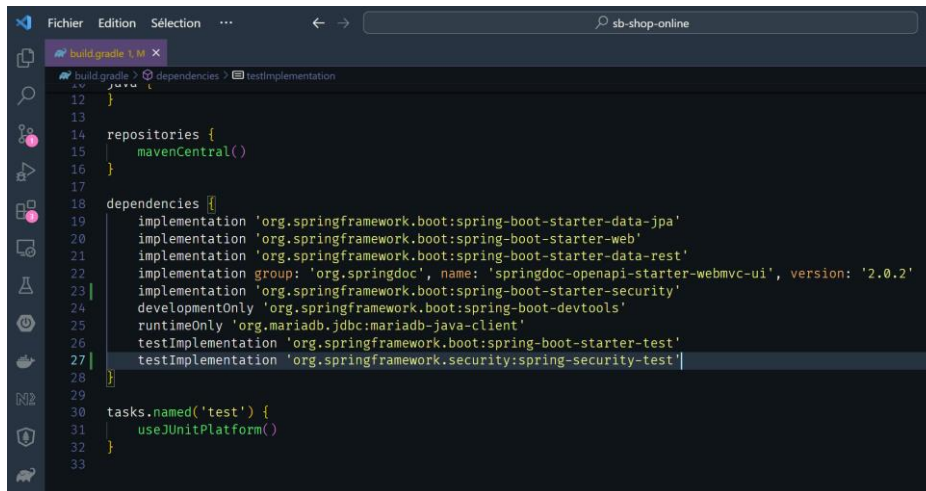 Fichier Edition Sélection ··· ← → sb-shop-online
build.gradle 1, M ×
build.gradle > dependencies > testImplementation
10 java {
12 }
13
14 repositories {
15 mavenCentral()
16 }
17
18 dependencies {
19 implementation 'org.springframework.boot:spring-boot-starter-data-jpa'
20 implementation 'org.springframework.boot:spring-boot-starter-web'
21 implementation 'org.springframework.boot:spring-boot-starter-data-rest'
22 implementation group: 'org.springdoc', name: 'springdoc-openapi-starter-webmvc-ui', version: '2.0.2'
23 implementation 'org.springframework.boot:spring-boot-starter-security'
24 developmentOnly 'org.springframework.boot:spring-boot-devtools'
25 runtimeOnly 'org.mariadb.jdbc:mariadb-java-client'
26 testImplementation 'org.springframework.boot:spring-boot-starter-test'
27 testImplementation 'org.springframework.security:spring-security-test'
28 }
29
30 tasks.named('test') {
31 useJUnitPlatform()
32 }
33
1
3